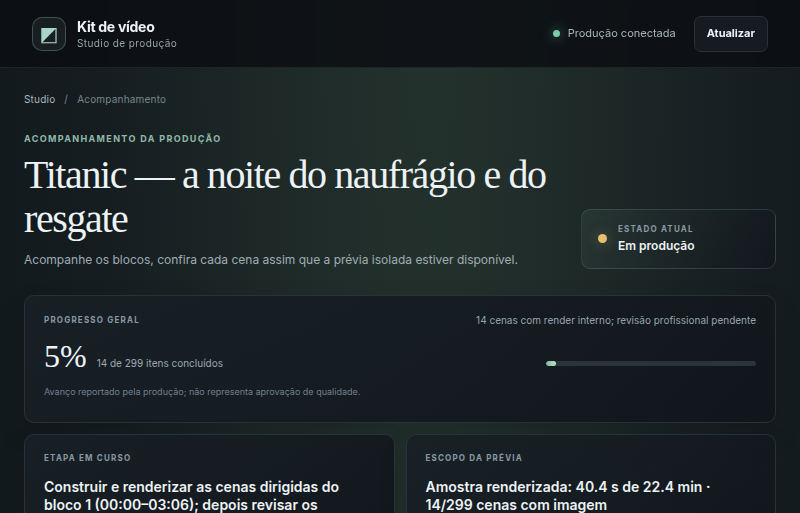 Kit de vídeo
Studio de produção
Produção conectada
Atualizar
Studio / Acompanhamento
ACOMPANHAMENTO DA PRODUÇÃO
Titanic — a noite do naufrágio e do
resgate
Acompanhe os blocos, confira cada cena assim que a prévia isolada estiver disponível.
ESTADO ATUAL
Em produção
PROGRESSO GERAL
14 cenas com render interno; revisão profissional pendente
5% 14 de 299 itens concluídos
Avanço reportado pela produção; não representa aprovação de qualidade.
ETAPA EM CURSO
Construir e renderizar as cenas dirigidas do
bloco 1 (00:00–03:06); depois revisar os
ESCOPO DA PRÉVIA
Amostra renderizada: 40.4 s de 22.4 min ·
14/299 cenas com imagem